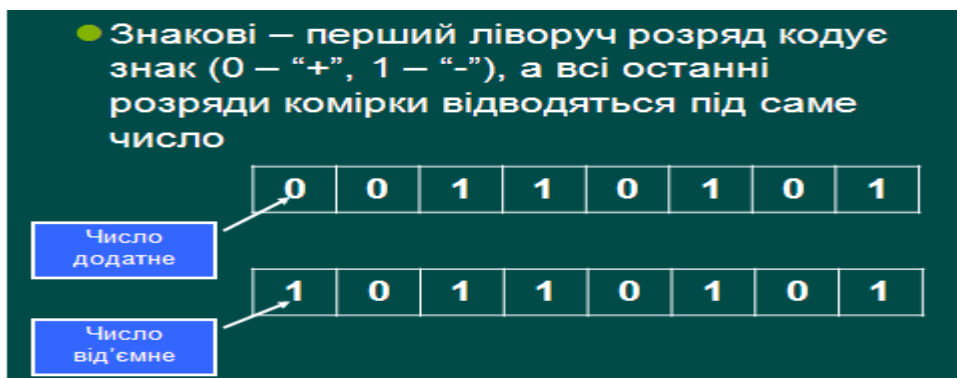 Знакові – перший ліворуч розряд кодує
знак (0 – “+”, 1 – “-”), а всі останні
розряди комірки відводяться під саме
число
0 0 1 1 0 1 0 1
Число
додатне
1 0 1 1 0 1 0 1
Число
від’ємне